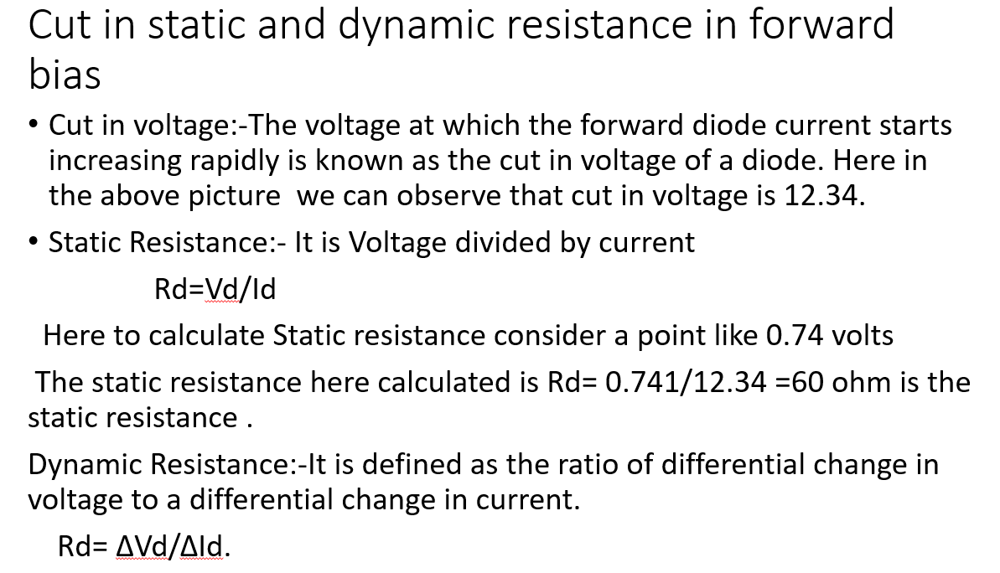 Cut in static and dynamic resistance in forward
bias
• Cut in voltage:-The voltage at which the forward diode current starts
increasing rapidly is known as the cut in voltage of a diode. Here in
the above picture  we can observe that cut in voltage is 12.34.
• Static Resistance:- It is Voltage divided by current
Rd=Vd/Id
Here to calculate Static resistance consider a point like 0.74 volts
The static resistance here calculated is Rd= 0.741/12.34 =60 ohm is the
static resistance .
Dynamic Resistance:-It is defined as the ratio of differential change in
voltage to a differential change in current.
Rd= ΔVd/ΔId.